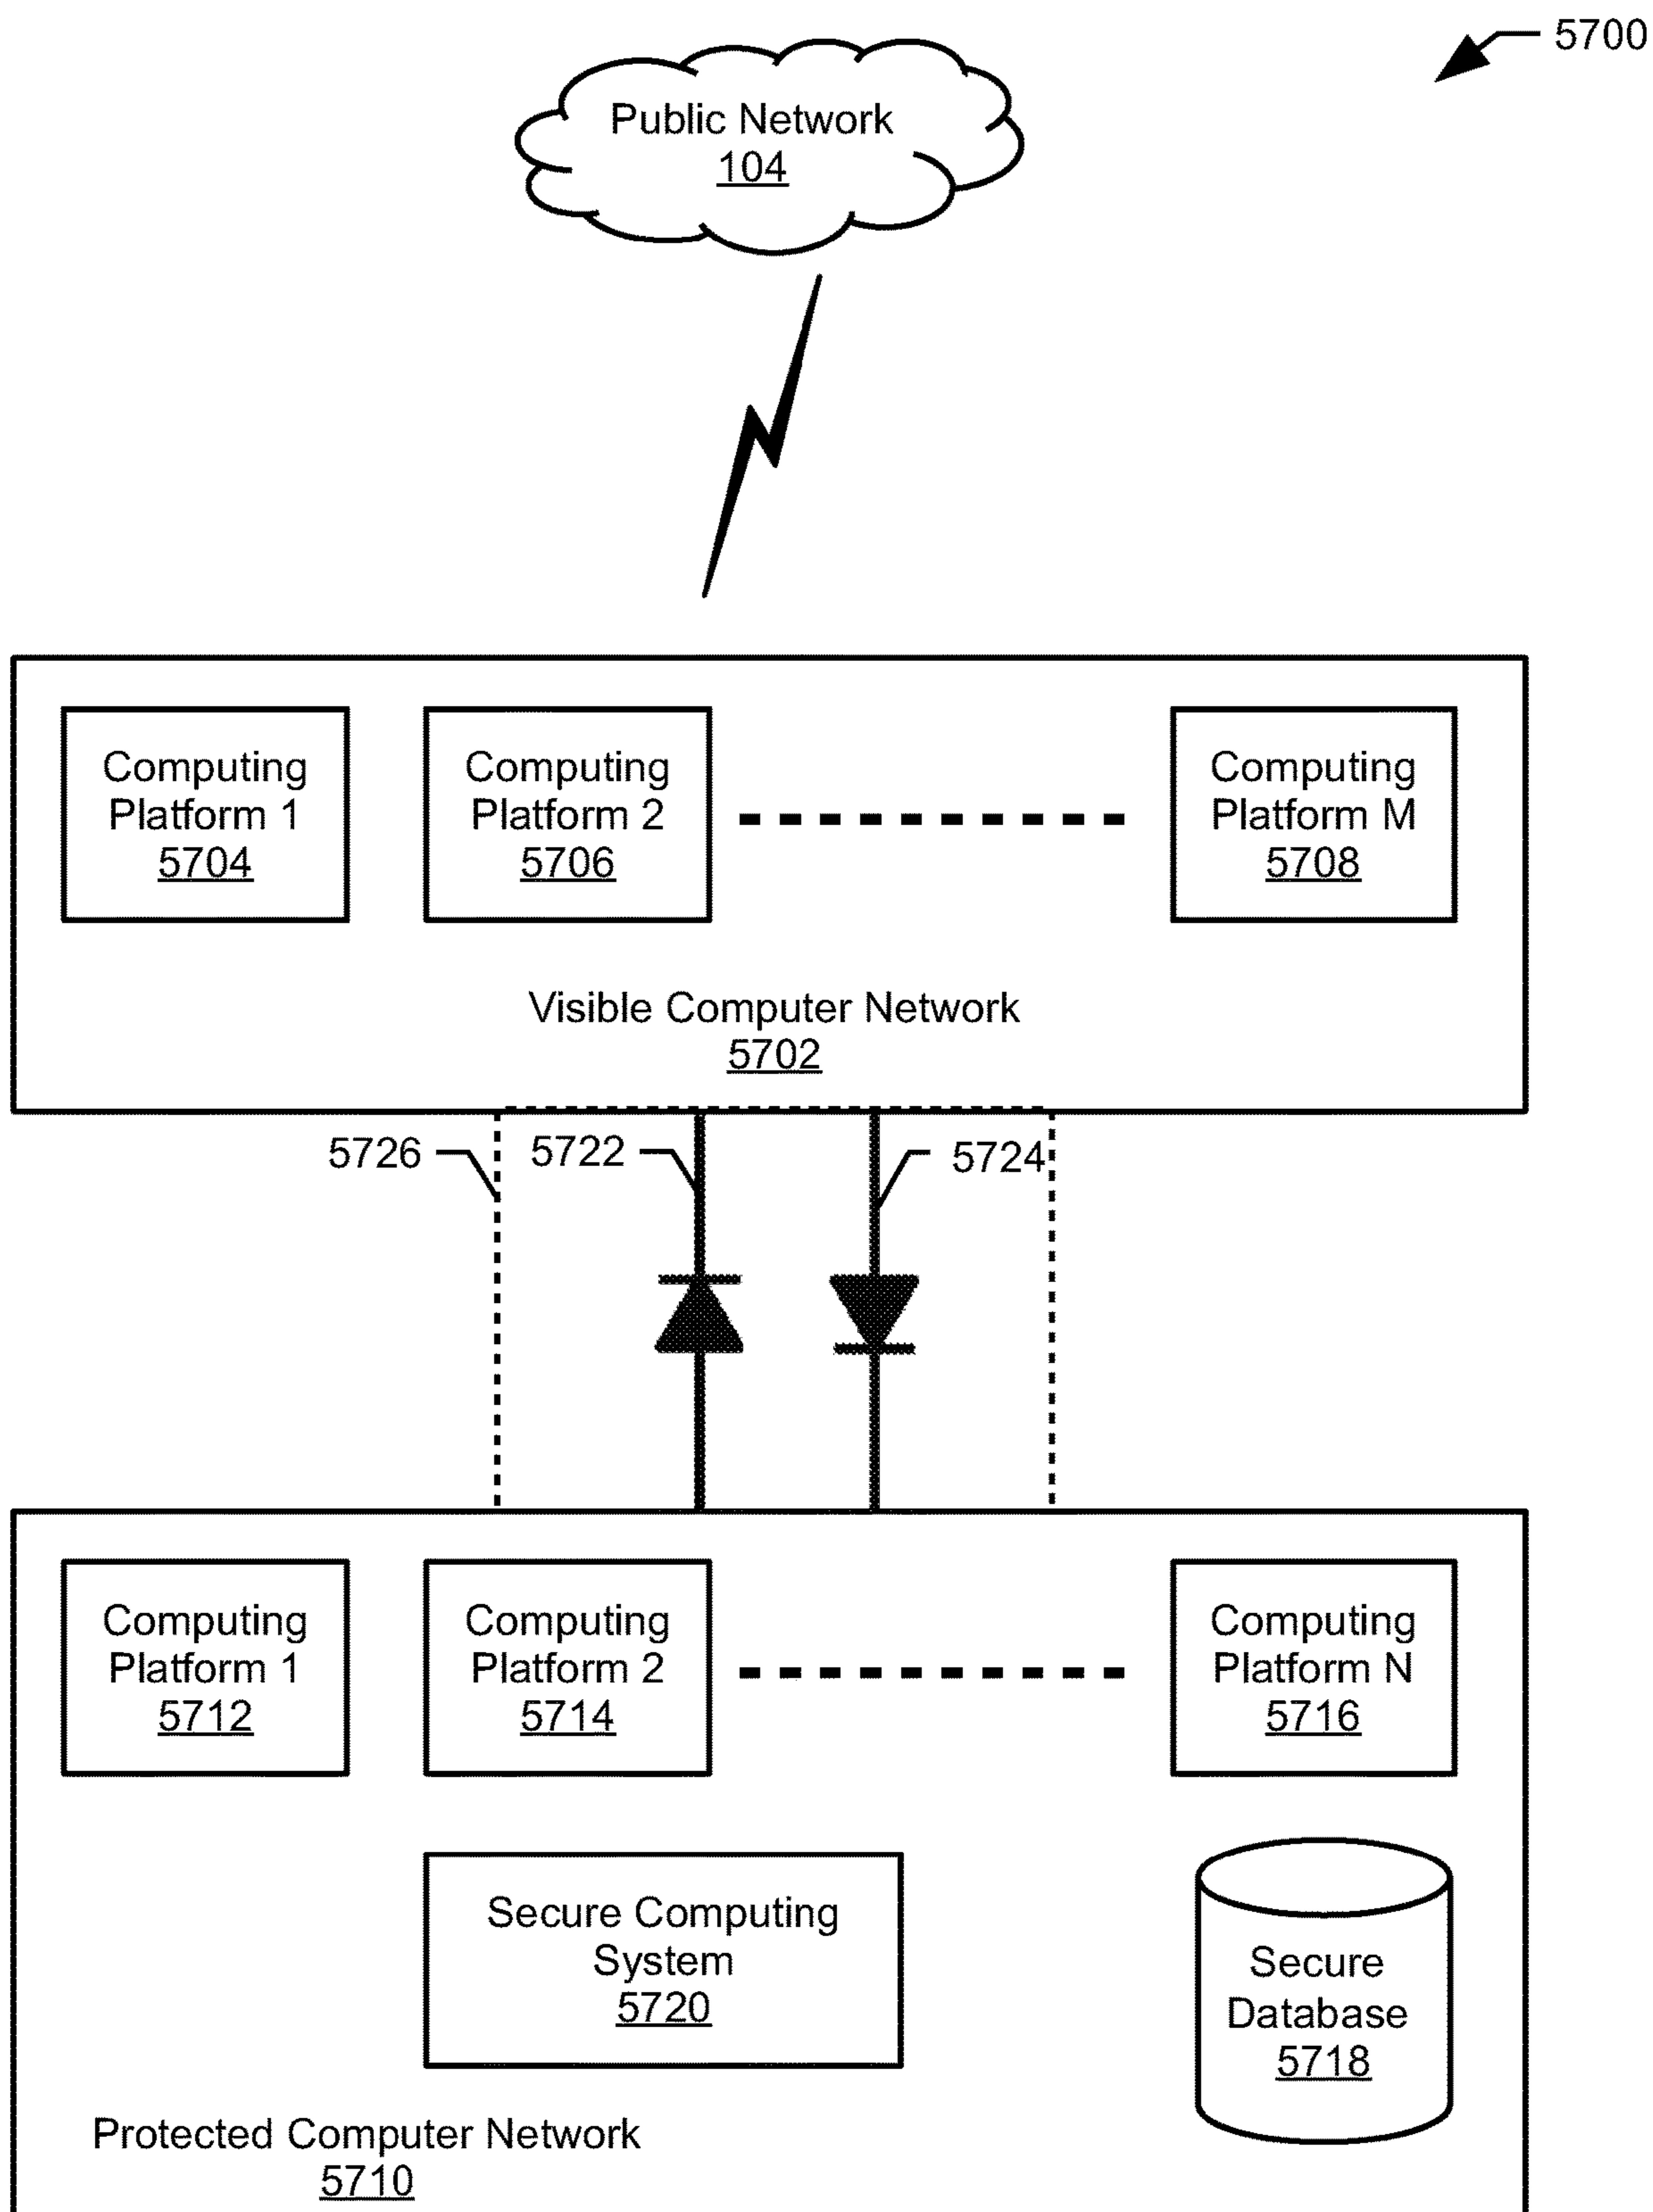 5700
Public Network
104
Computing
Platform 1
5704
Computing
Platform 2
5706
Computing
Platform M
5708
Visible Computer Network
5702
5726
5722
5724
Computing
Platform 1
5712
Computing
Platform 2
5714
Computing
Platform N
5716
Secure Computing
System
5720
Secure
Database
5718
Protected Computer Network
5710